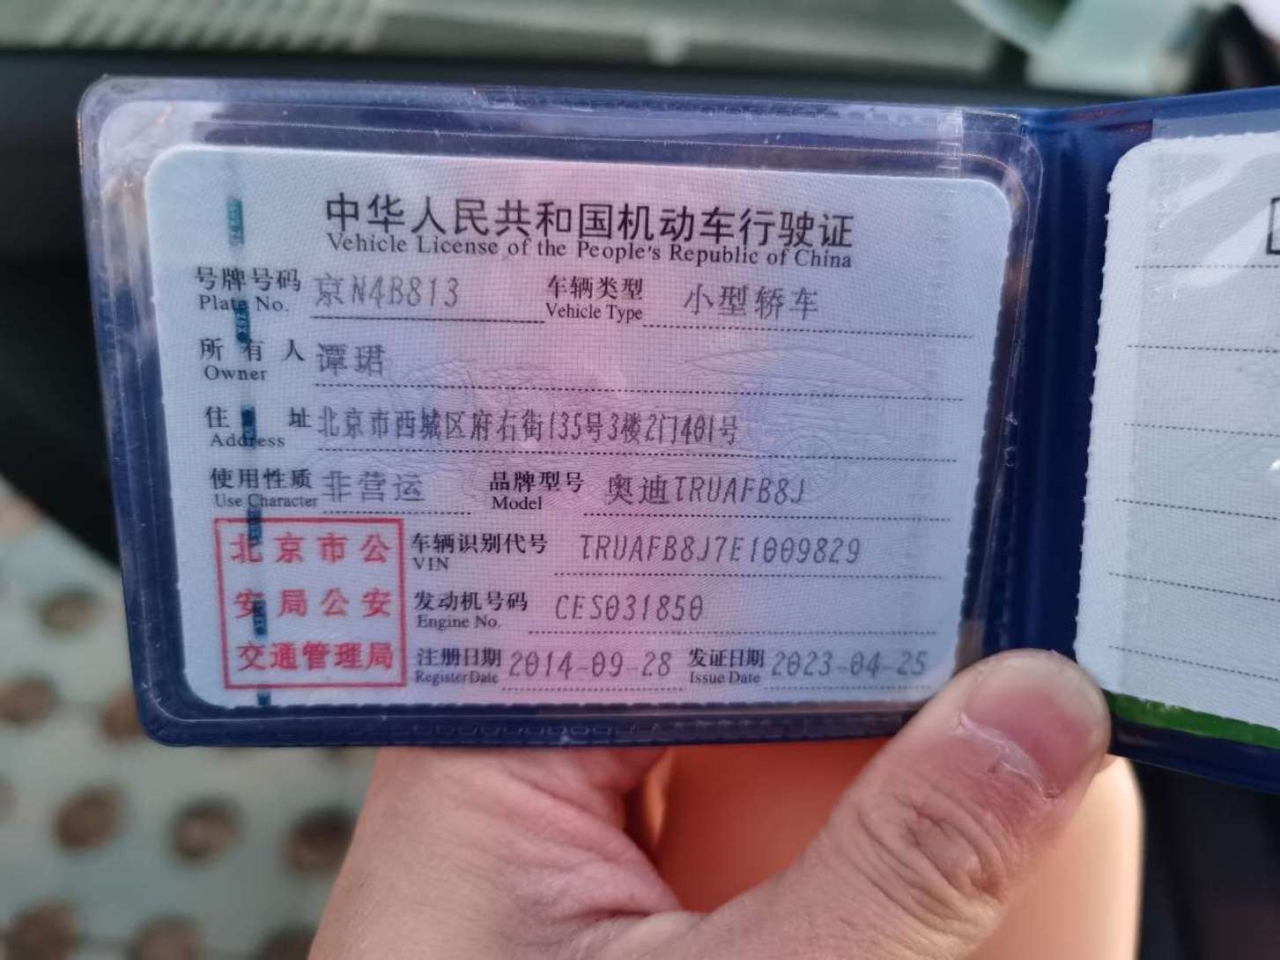 中华人民共和国机动车行驶证
Vehicle License of the People's Republic of China
号牌号码 京N4B813 车辆类型 小型轿车
Plate No. Vehicle Type
所有人 谭珺
Owner
住址 北京市西城区府右街135号3楼2门401号
Address
使用性质 非营运 品牌型号 奥迪TRUAFB8J
Use Character Model
北京市公
安局公安
交通管理局
车辆识别代号 TRUAFB8J7E1009829
VIN
发动机号码 CES031850
Engine No.
注册日期 2014-09-28 发证日期 2023-04-25
Register Date Issue Date